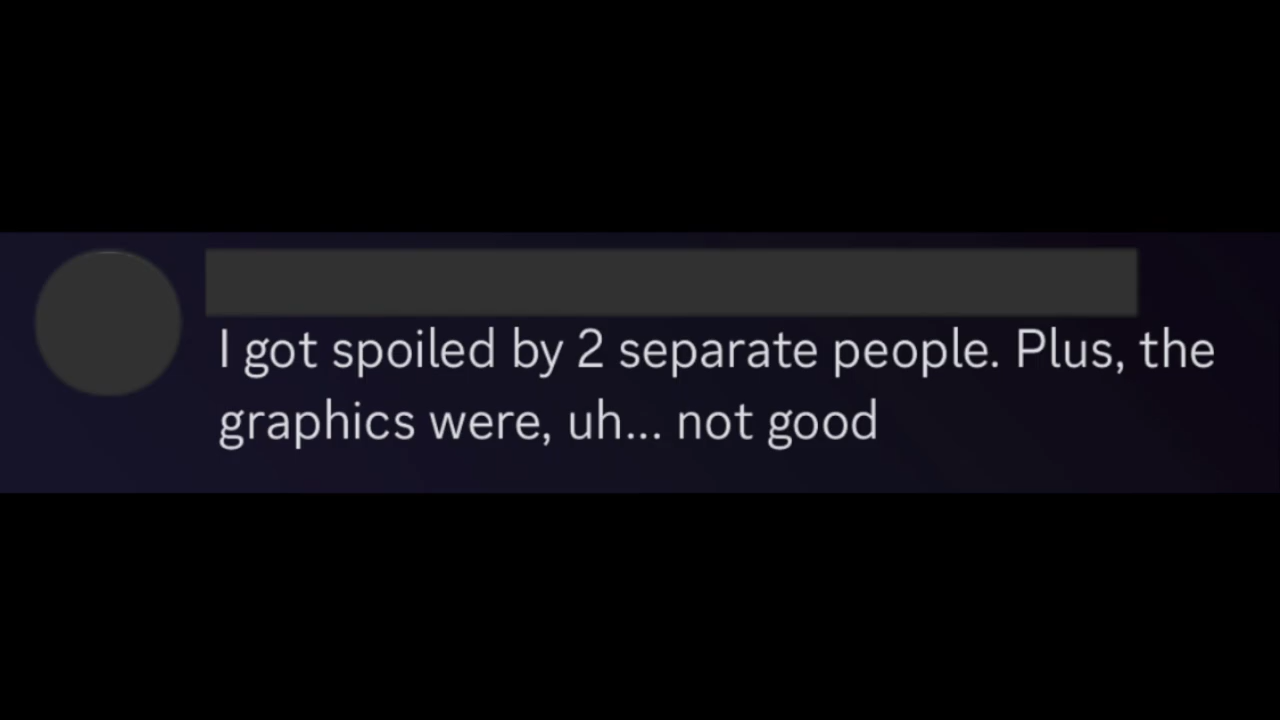 I got spoiled by 2 separate people. Plus, the
graphics were, uh... not good